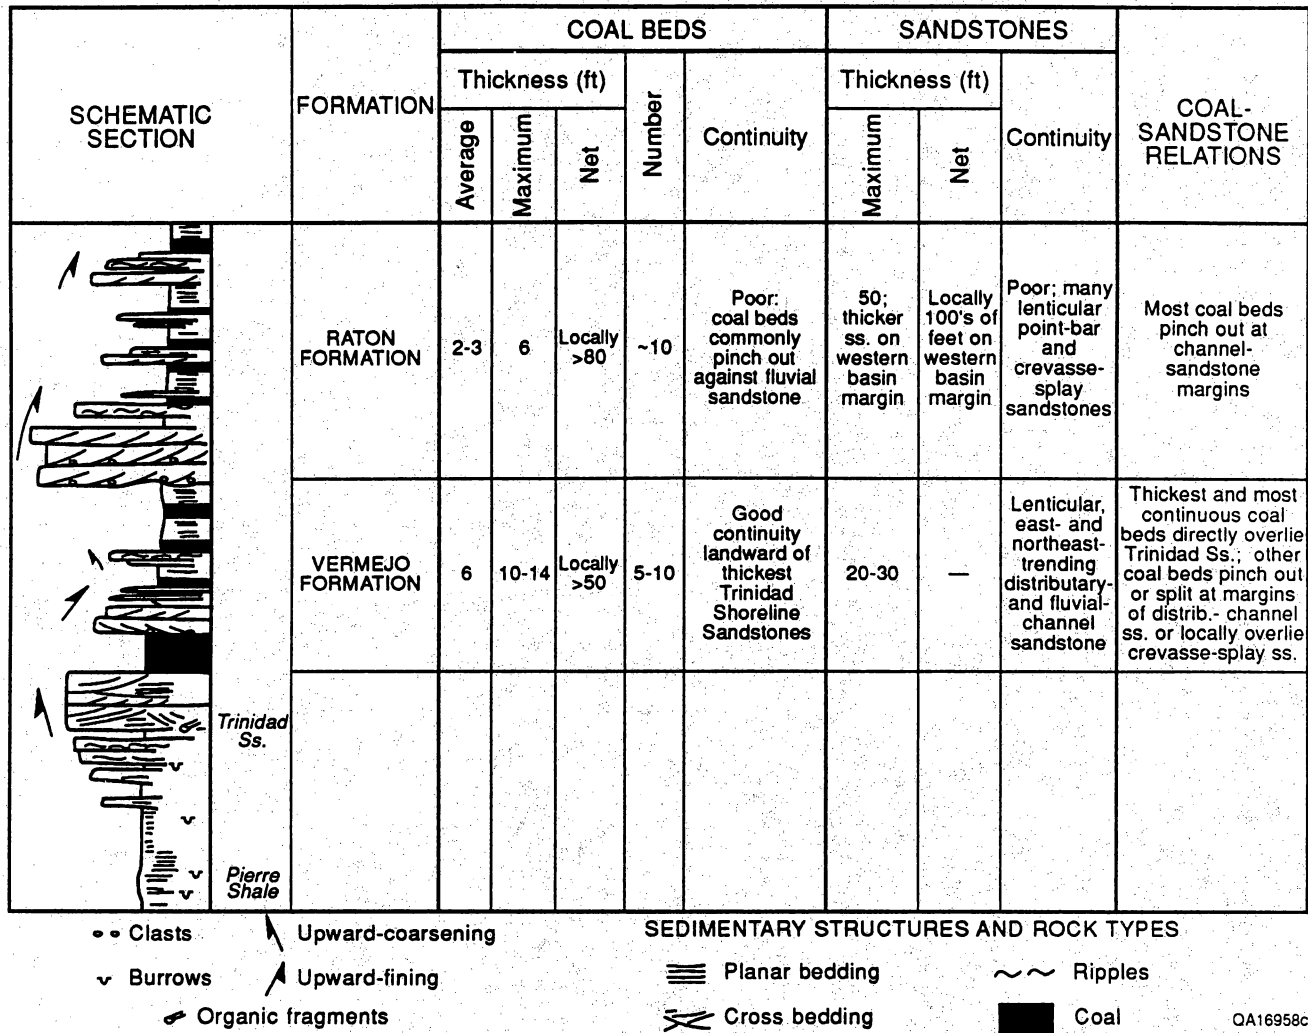 SCHEMATIC
SECTION
FORMATION
COAL BEDS
Thickness (ft)
Average
Maximum
Net
Number
Continuity
SANDSTONES
Thickness (ft)
Maximum
Net
Continuity
COAL-
SANDSTONE
RELATIONS
RATON
FORMATION
2-3
6
Locally
>80
~10
Poor:
coal beds
commonly
pinch out
against fluvial
sandstone
50;
thicker
ss. on
western
basin
margin
Locally
100's of
feet on
western
basin
margin
Poor; many
lenticular
point-bar
and
crevasse-
splay
sandstones
Most coal beds
pinch out at
channel-
sandstone
margins
VERMEJO
FORMATION
6
10-14
Locally
>50
5-10
Good
continuity
landward of
thickest
Trinidad
Shoreline
Sandstones
20-30
—
Lenticular,
east- and
northeast-
trending
distributary-
and fluvial-
channel
sandstone
Thickest and most
continuous coal
beds directly overlie
Trinidad Ss.; other
coal beds pinch out
or split at margins
of distrib.- channel
ss. or locally overlie
crevasse-splay ss.
Trinidad
Ss.
Pierre
Shale
Clasts
Upward-coarsening
Burrows
Upward-fining
Organic fragments
SEDIMENTARY STRUCTURES AND ROCK TYPES
Planar bedding
Ripples
Cross bedding
Coal
QA16958c